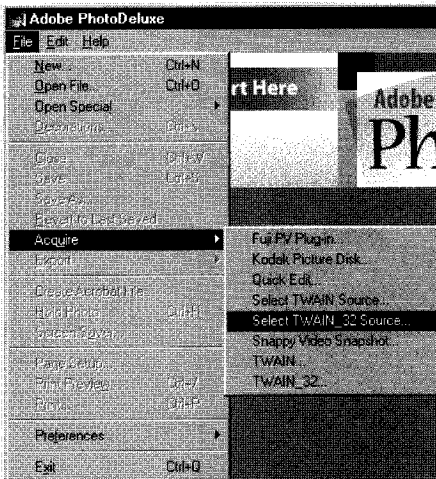 Adobe PhotoDeluxe
File Edit Help
New... Ctrl+N
Open File... Ctrl+O
Open Special
Close Ctrl+W
Save Ctrl+S
Save As...
Revert to Last Saved
Acquire
Export
Create Acrobat File
Hold Photo Ctrl+H
Page Setup...
Print Preview
Print... Ctrl+P
Preferences
Exit Ctrl+Q
Fuji PV Plug-in...
Kodak Picture Disk...
Quick Edit...
Select TWAIN Source...
Select TWAIN_32 Source...
Snappy Video Snapshot...
TWAIN...
TWAIN_32...
rt Here
Adobe
Ph